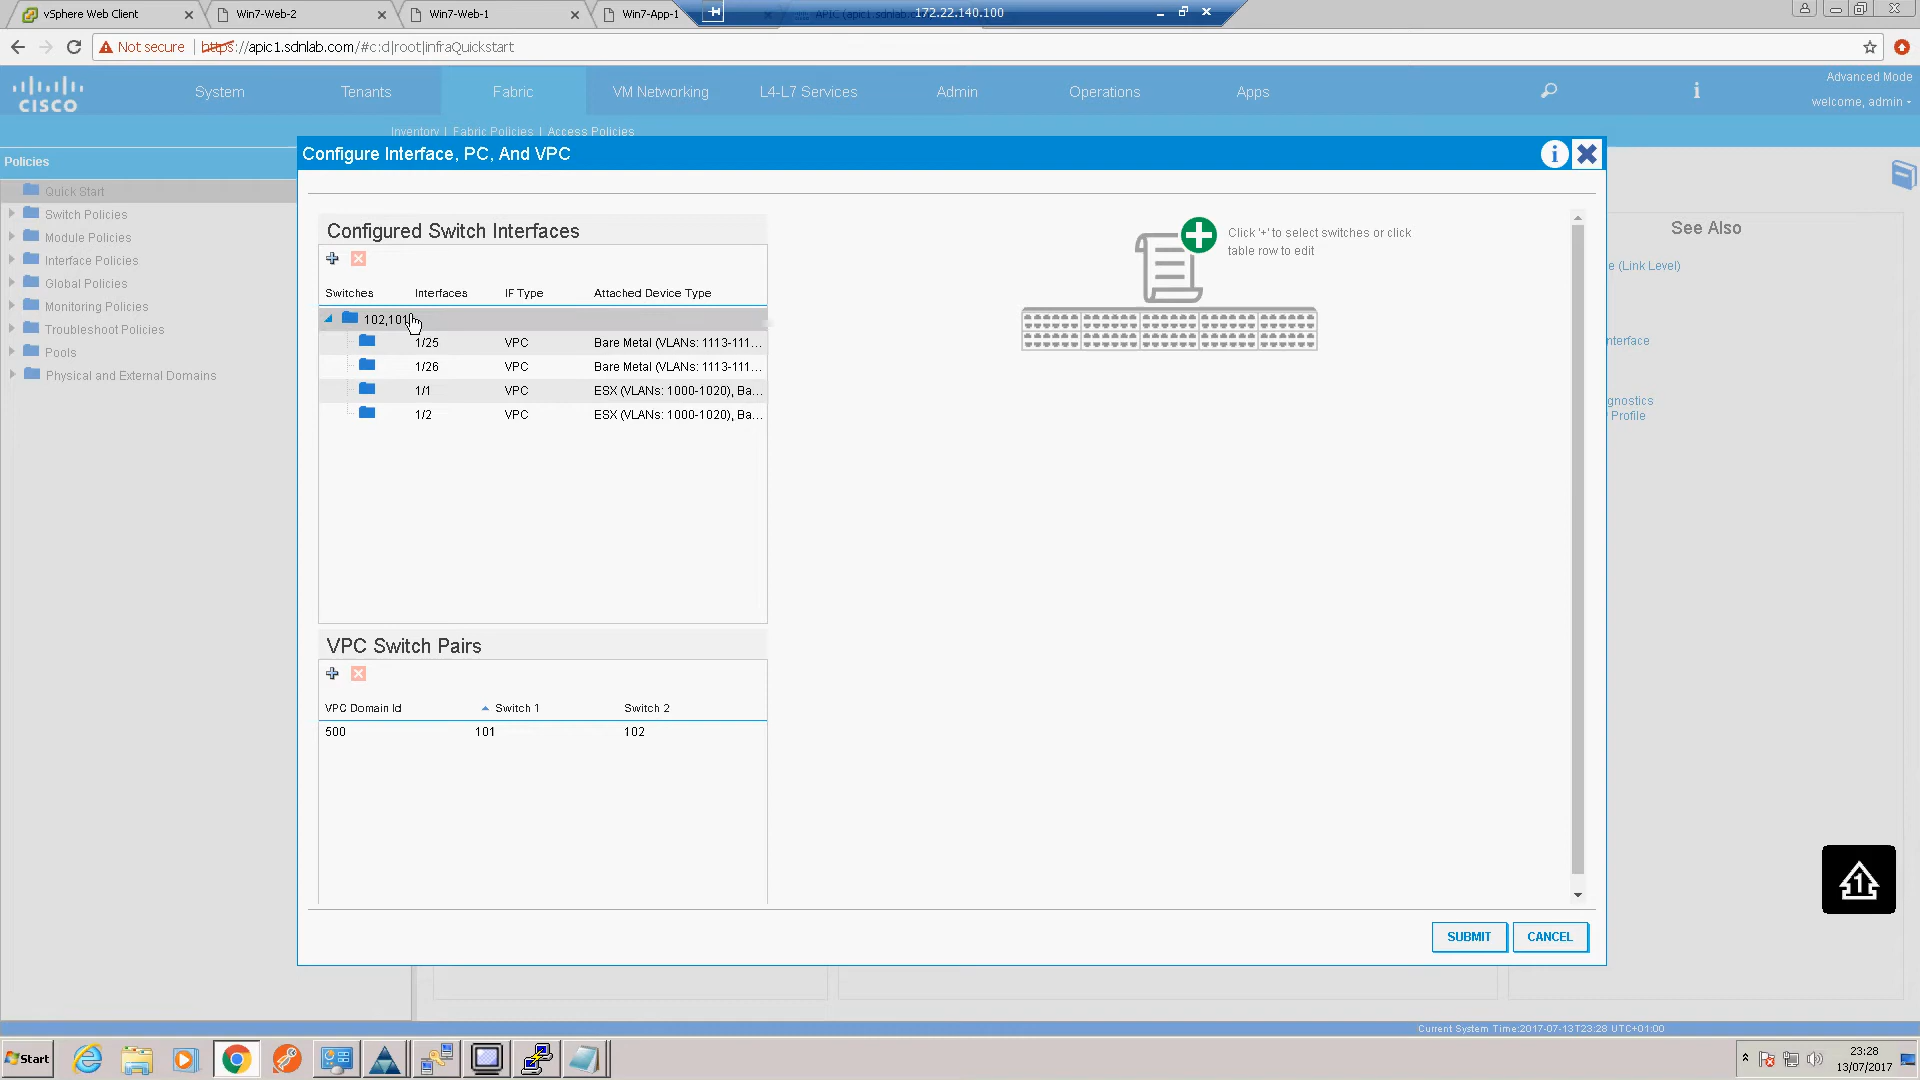 vSphere Web Client
Win7-Web-2
Win7-Web-1
Win7-App-1
172.22.140.100
Not secure
https://apic1.sdnlab.com/#c:d|root|infraQuickstart
CISCO
System
Tenants
Fabric
VM Networking
L4-L7 Services
Admin
Operations
Apps
i
Advanced Mode
welcome, admin
Inventory | Fabric Policies | Access Policies
Policies
Quick Start
Switch Policies
Module Policies
Interface Policies
Global Policies
Monitoring Policies
Troubleshoot Policies
Pools
Physical and External Domains
Configure Interface, PC, And VPC
i
Configured Switch Interfaces
Switches Interfaces IF Type Attached Device Type
102,101
1/25 VPC Bare Metal (VLANs: 1113-111...
1/26 VPC Bare Metal (VLANs: 1113-111...
1/1 VPC ESX (VLANs: 1000-1020), Ba...
1/2 VPC ESX (VLANs: 1000-1020), Ba...
VPC Switch Pairs
VPC Domain Id Switch 1 Switch 2
500 101 102
Click '+' to select switches or click
table row to edit
SUBMIT
CANCEL
See Also
e (Link Level)
nterface
gnostics
Profile
1
Current System Time:2017-07-13T23:28 UTC+01:00
Start
23:28
13/07/2017